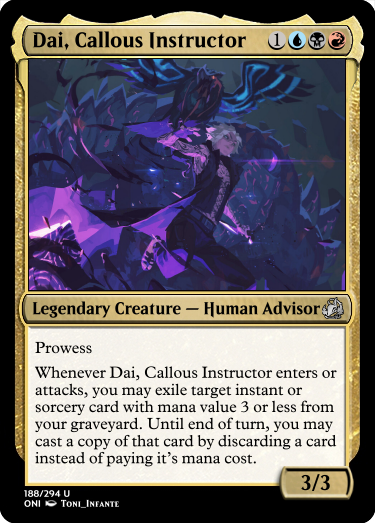 Dai, Callous Instructor 1
Legendary Creature — Human Advisor
Prowess
Whenever Dai, Callous Instructor enters or
attacks, you may exile target instant or
sorcery card with mana value 3 or less from
your graveyard. Until end of turn, you may
cast a copy of that card by discarding a card
instead of paying it's mana cost.
3/3
188/294 U
ONI Toni_Infante